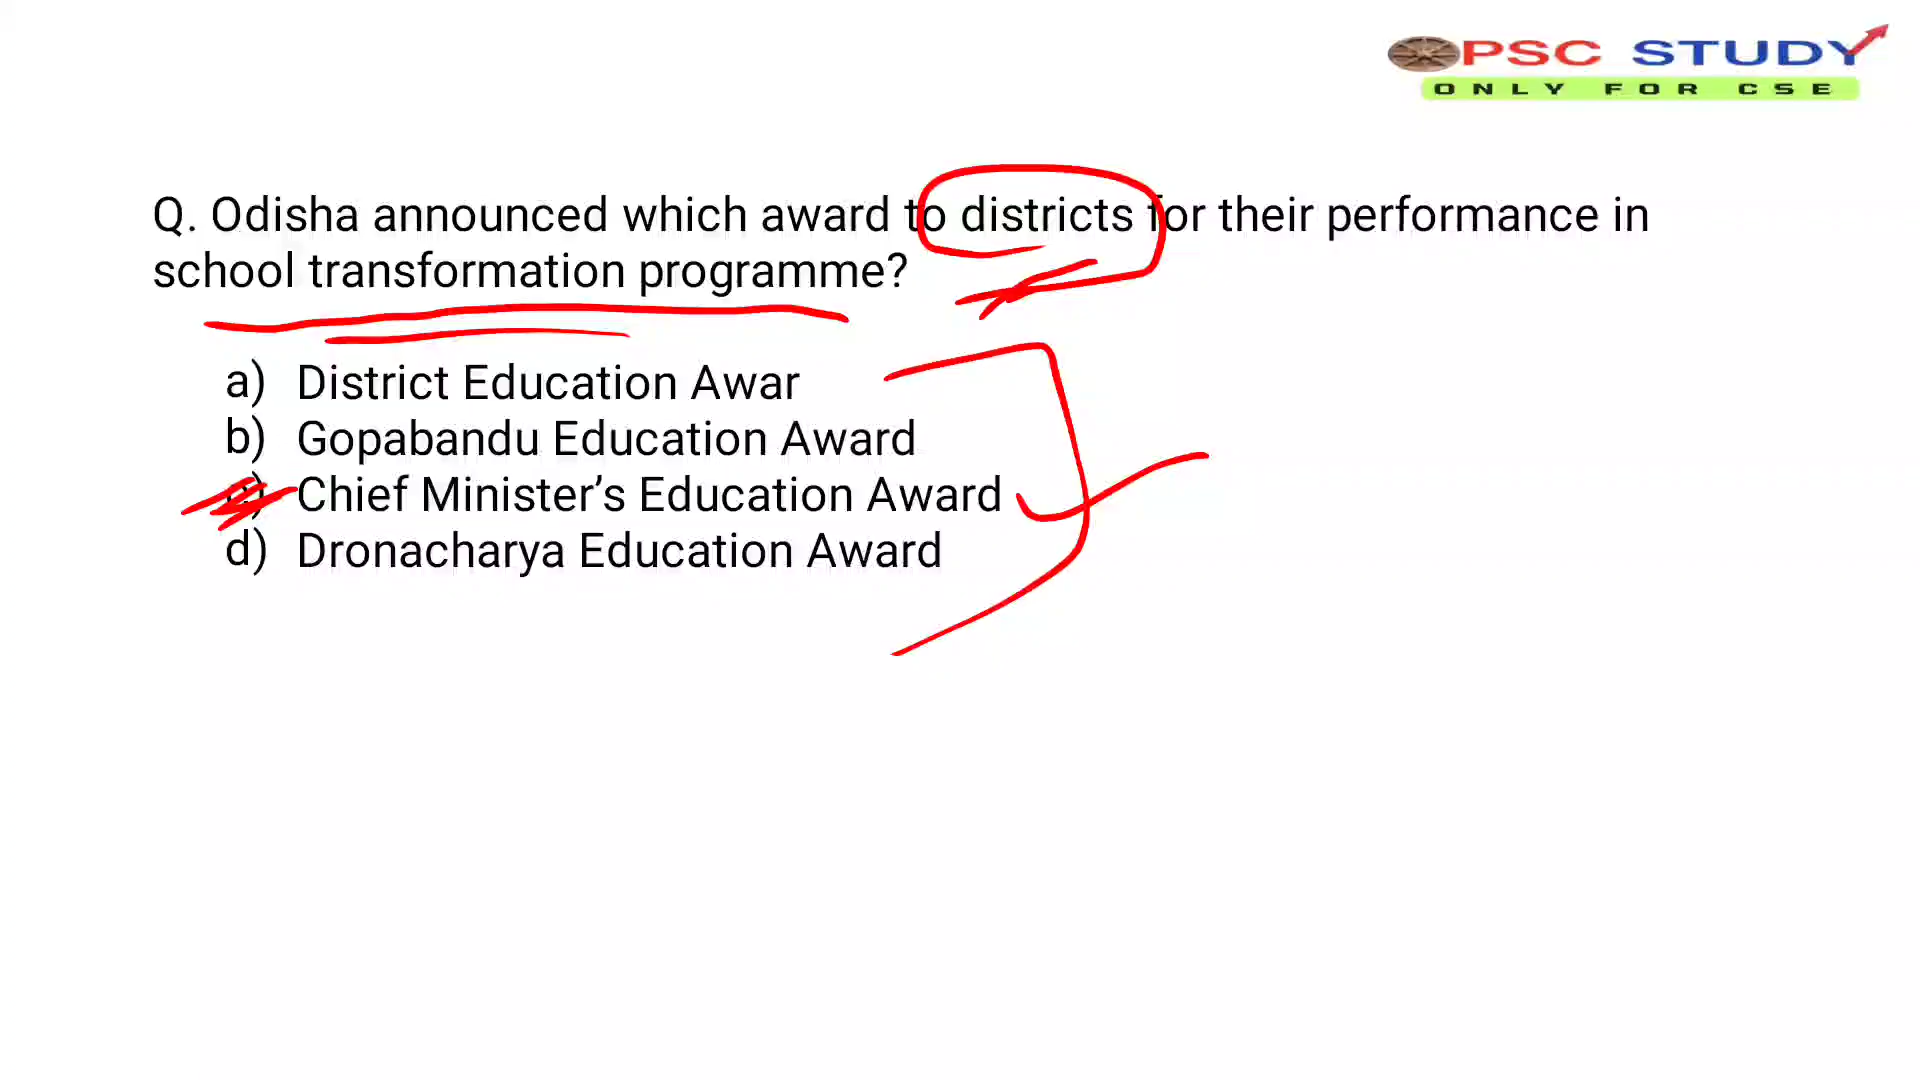 PSC STUDY
ONLY FOR CSE
Q. Odisha announced which award to districts for their performance in
school transformation programme?
a) District Education Awar
b) Gopabandu Education Award
c) Chief Minister’s Education Award
d) Dronacharya Education Award